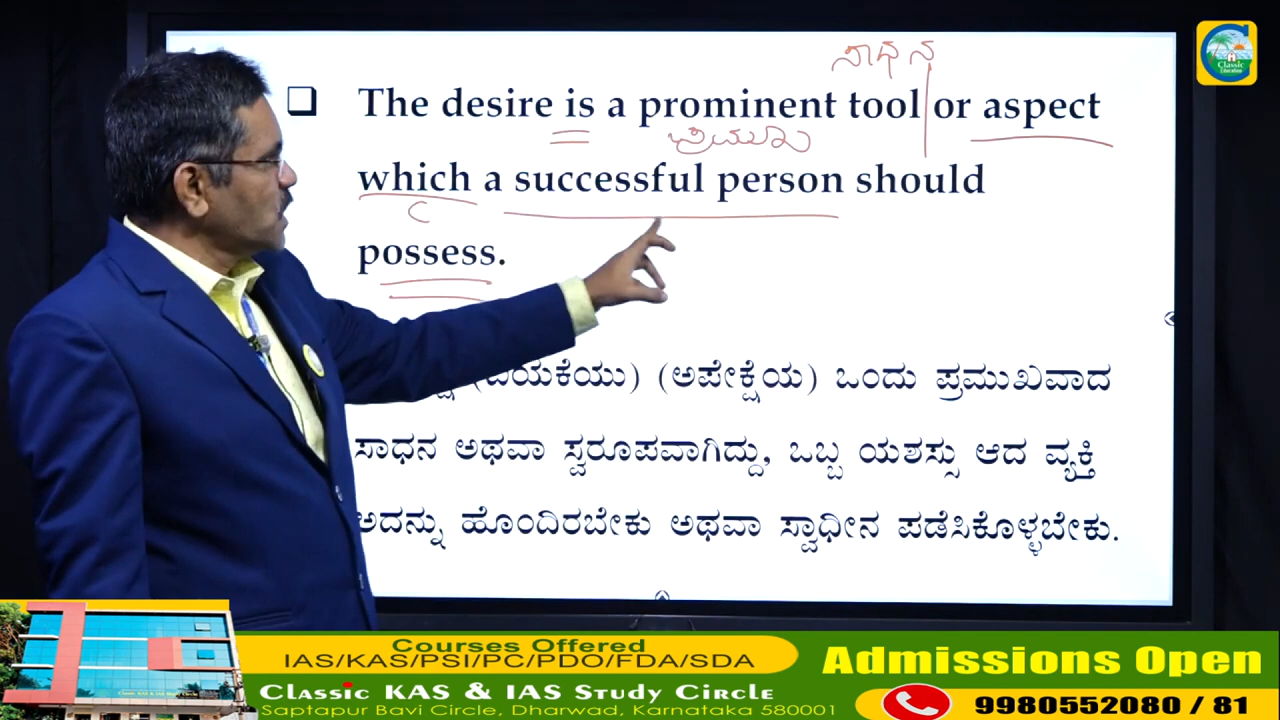 ಸಾಧನ
❑ The desire is a prominent tool or aspect
ಪ್ರಮುಖ
which a successful person should
C
possess.
(ಬಯಕೆಯು) (ಅಪೇಕ್ಷೆಯ) ಒಂದು ಪ್ರಮುಖವಾದ
ಸಾಧನ ಅಥವಾ ಸ್ವರೂಪವಾಗಿದ್ದು, ಒಬ್ಬ ಯಶಸ್ಸು ಆದ ವ್ಯಕ್ತಿ
ಅದನ್ನು ಹೊಂದಿರಬೇಕು ಅಥವಾ ಸ್ವಾಧೀನ ಪಡೆಸಿಕೊಳ್ಳಬೇಕು.
Classic
Education
Courses Offered
IAS/KAS/PSI/PC/PDO/FDA/SDA
Classic KAS & IAS Study Circle
Saptapur Bavi Circle, Dharwad, Karnataka 580001
Admissions Open
9980552080 / 81